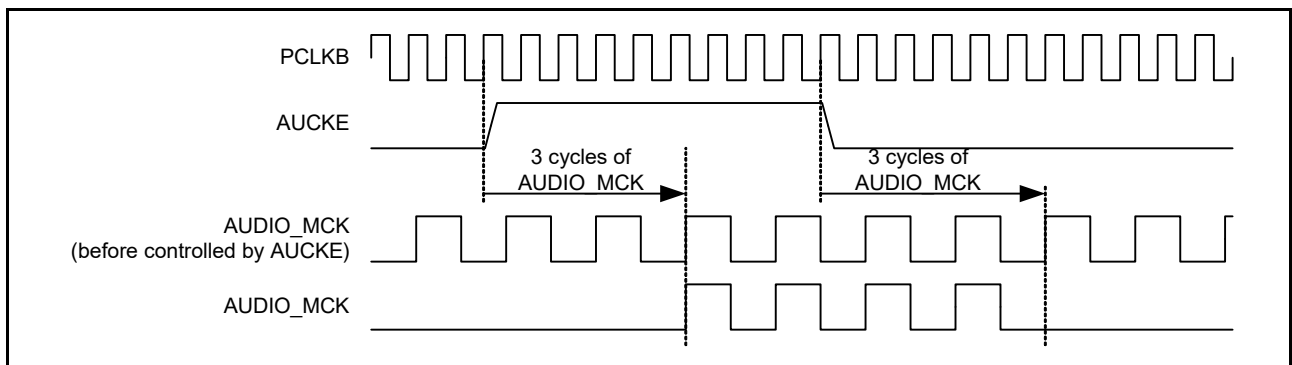 PCLKB
AUCKE
3 cycles of
AUDIO_MCK
3 cycles of
AUDIO_MCK
AUDIO_MCK
(before controlled by AUCKE)
AUDIO_MCK